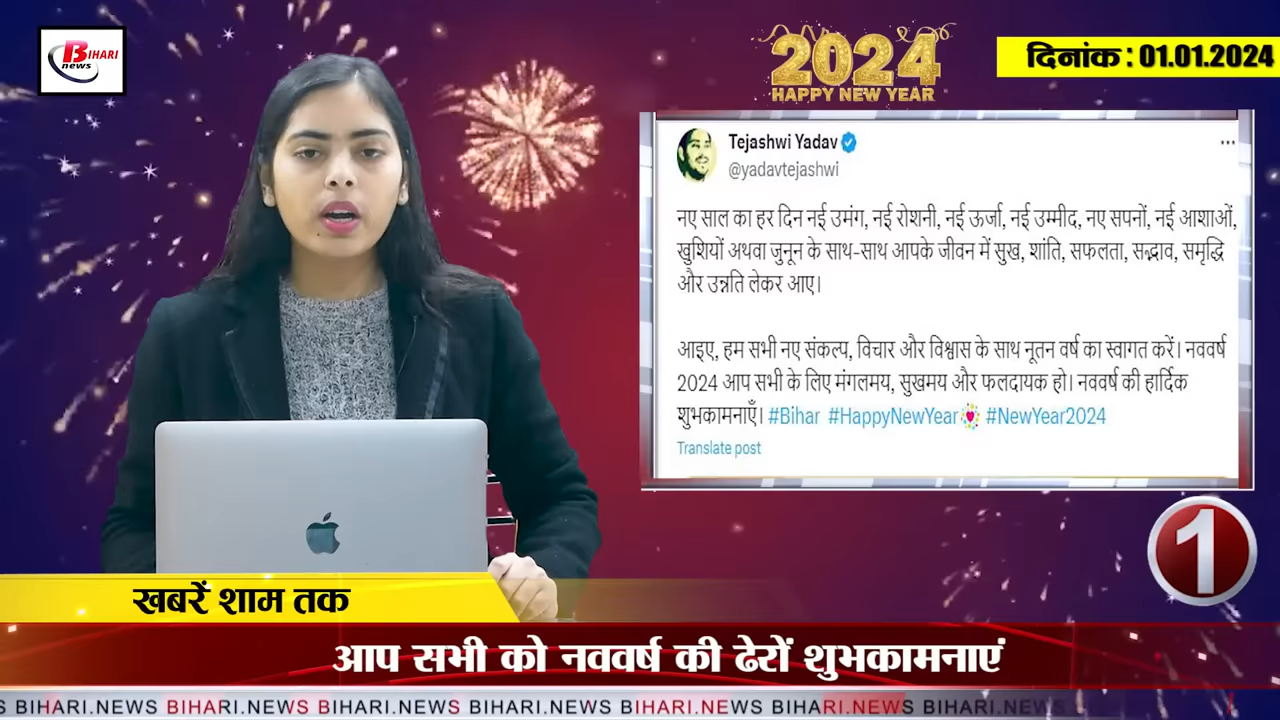 BIHARI
news
2024
HAPPY NEW YEAR
दिनांक : 01.01.2024
Tejashwi Yadav
@yadavtejashwi
नए साल का हर दिन नई उमंग, नई रोशनी, नई ऊर्जा, नई उम्मीद, नए सपनों, नई आशाओं,
खुशियों अथवा जुनून के साथ-साथ आपके जीवन में सुख, शांति, सफलता, सद्भाव, समृद्धि
और उन्नति लेकर आए।
आइए, हम सभी नए संकल्प, विचार और विश्वास के साथ नूतन वर्ष का स्वागत करें। नववर्ष
2024 आप सभी के लिए मंगलमय, सुखमय और फलदायक हो। नववर्ष की हार्दिक
शुभकामनाएँ। #Bihar #HappyNewYear #NewYear2024
Translate post
1
खबरें शाम तक
आप सभी को नववर्ष की ढेरों शुभकामनाएं
S BIHARI.NEWS BIHARI.NEWS BIHARI.NEWS BIHARI.NEWS BIHARI.NEWS BIHARI.NEWS BIHARI.NEWS BIHARI.NEWS